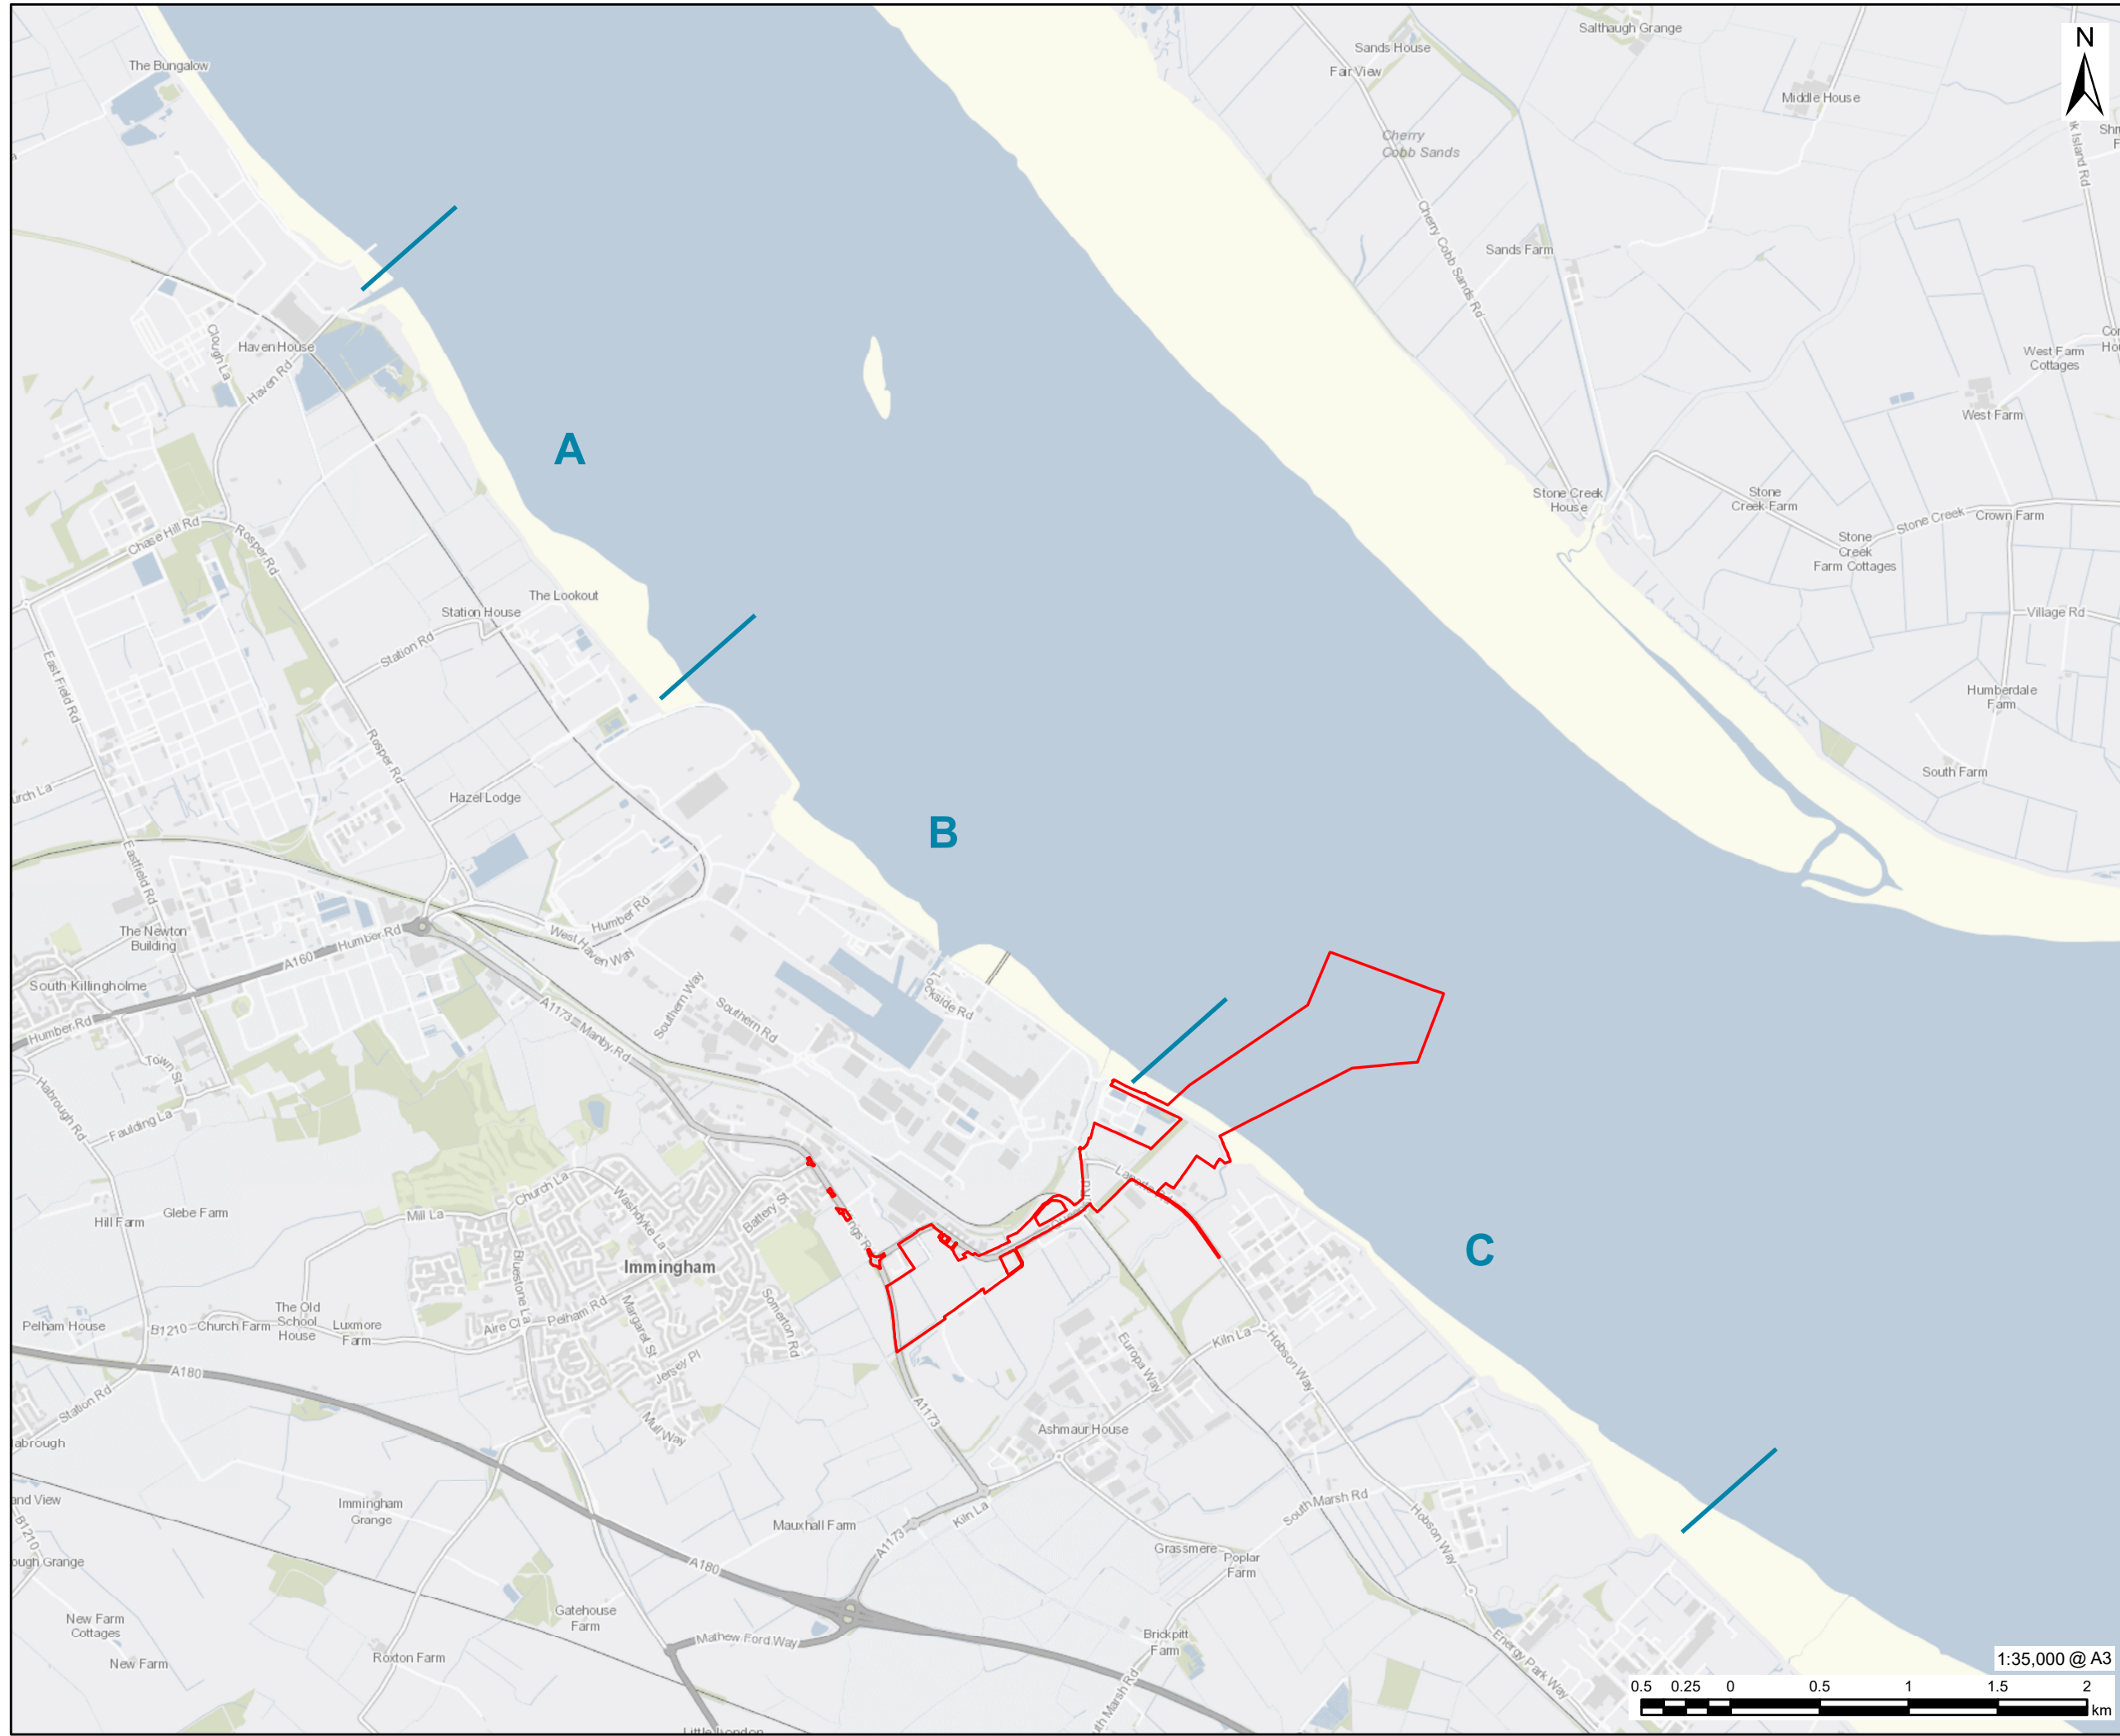 The Bungalow
Sands House
Fair View
Salthaugh Grange
N
Middle House
Cherry
Cobb Sands
Island Rd
Cherry Cobb Sands Rd
Sands Farm
Clough La
Haven House
Haven Rd
West Farm
Cottages
West Farm
A
Stone Creek
House
Stone
Creek Farm
Stone Creek
Crown Farm
Stone
Creek
Farm Cottages
Chase Hill Rd
Rosper Rd
The Lookout
Station House
Station Rd
Village Rd
East Field Rd
Humberdale
Farm
Rosper Rd
South Farm
Hazel Lodge
B
Eastfield Rd
Humber Rd
West Haven Way
The Newton
Building
Humber Rd
A160
South Killingholme
Humber Rd
A1173
Manby Rd
Southern Way
Southern Rd
Town St
Habrough Rd
Faulding La
Laporte Rd
Church La
Washdyke La
Battery St
Mill La
Glebe Farm
Hill Farm
Immingham
C
Bluestone La
The Old
School
House
Luxmore
Farm
Pelham House
B1210
Church Farm
Aire Cl
Pelham Rd
Margaret St
Somerton Rd
Jersey Pl
Mull Way
Europa Way
Kiln La
Hobson Way
A180
Station Rd
A1173
Ashmaur House
Immingham
Grange
B1210
Mauxhall Farm
Kiln La
A1173
South Marsh Rd
Hobson Way
Grassmere
Poplar
Farm
A180
New Farm
Cottages
New Farm
Gatehouse
Farm
Roxton Farm
Mathew Ford Way
Brickpitt
Farm
Energy Park Way
1:35,000 @ A3
0.5 0.25 0 0.5 1 1.5 2
km